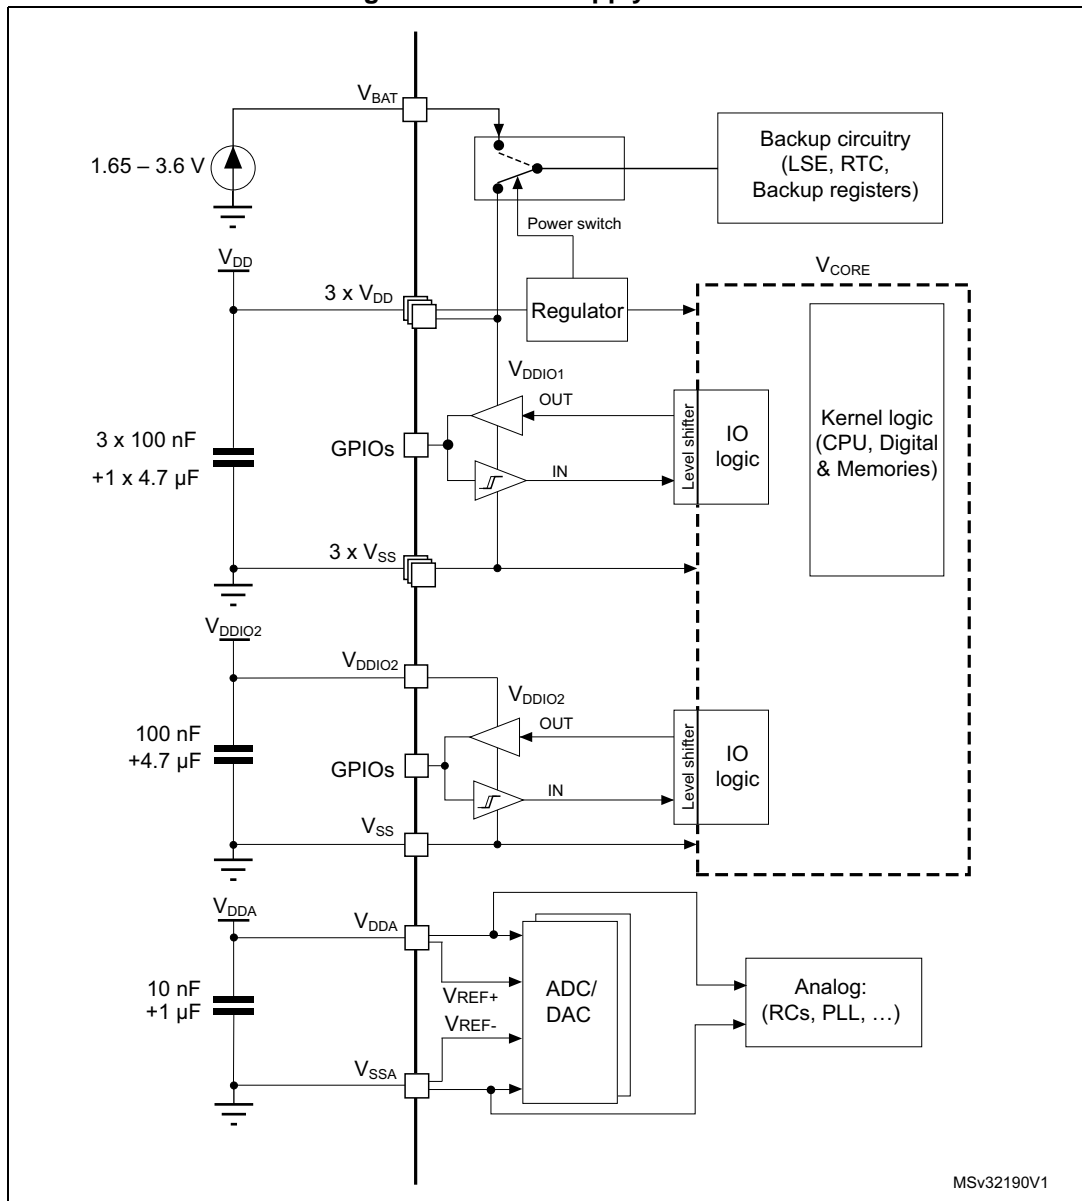 VBAT
1.65 – 3.6 V
Backup circuitry
(LSE, RTC,
Backup registers)
Power switch
VDD
3 x VDD
Regulator
VCORE
VDDIO1
OUT
GPIOs
IN
Level shifter
IO
logic
Kernel logic
(CPU, Digital
& Memories)
3 x 100 nF
+1 x 4.7 µF
3 x VSS
VDDIO2
VDDIO2
VDDIO2
OUT
GPIOs
IN
Level shifter
IO
logic
100 nF
+4.7 µF
VSS
VDDA
VDDA
10 nF
+1 µF
VREF+
VREF-
ADC/
DAC
Analog:
(RCs, PLL, …)
VSSA
MSv32190V1